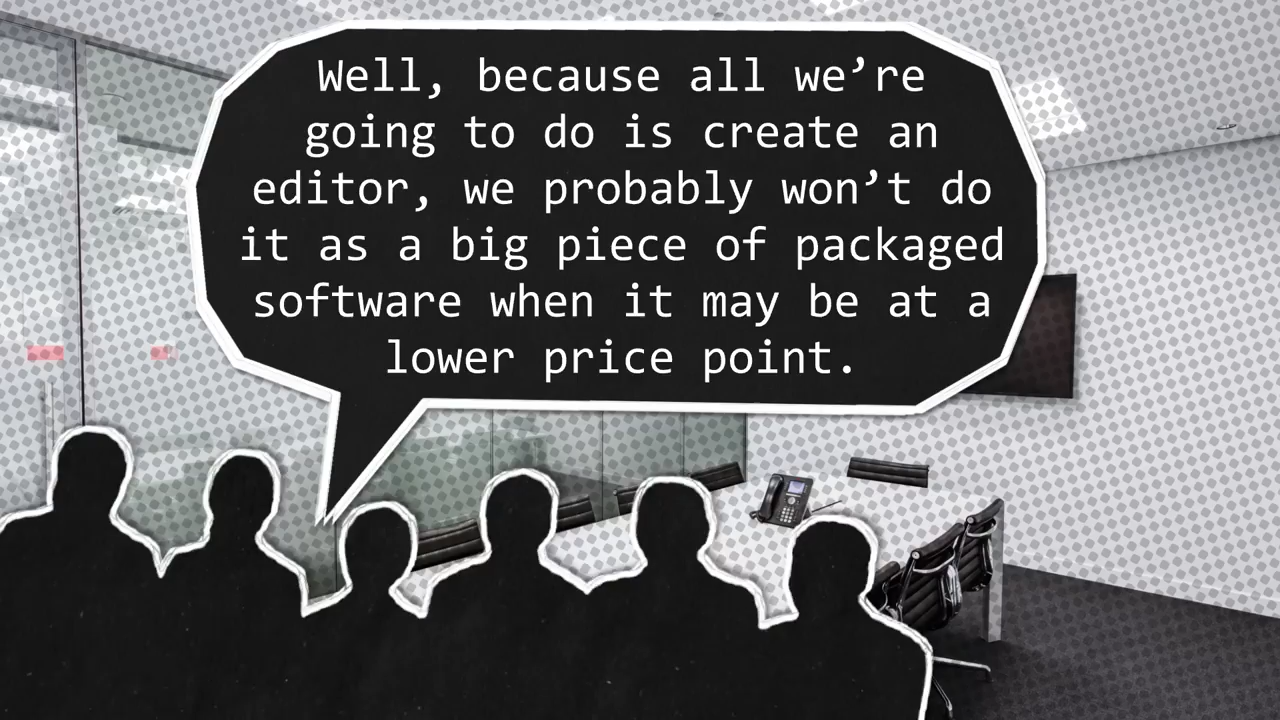 Well, because all we’re
going to do is create an
editor, we probably won’t do
it as a big piece of packaged
software when it may be at a
lower price point.